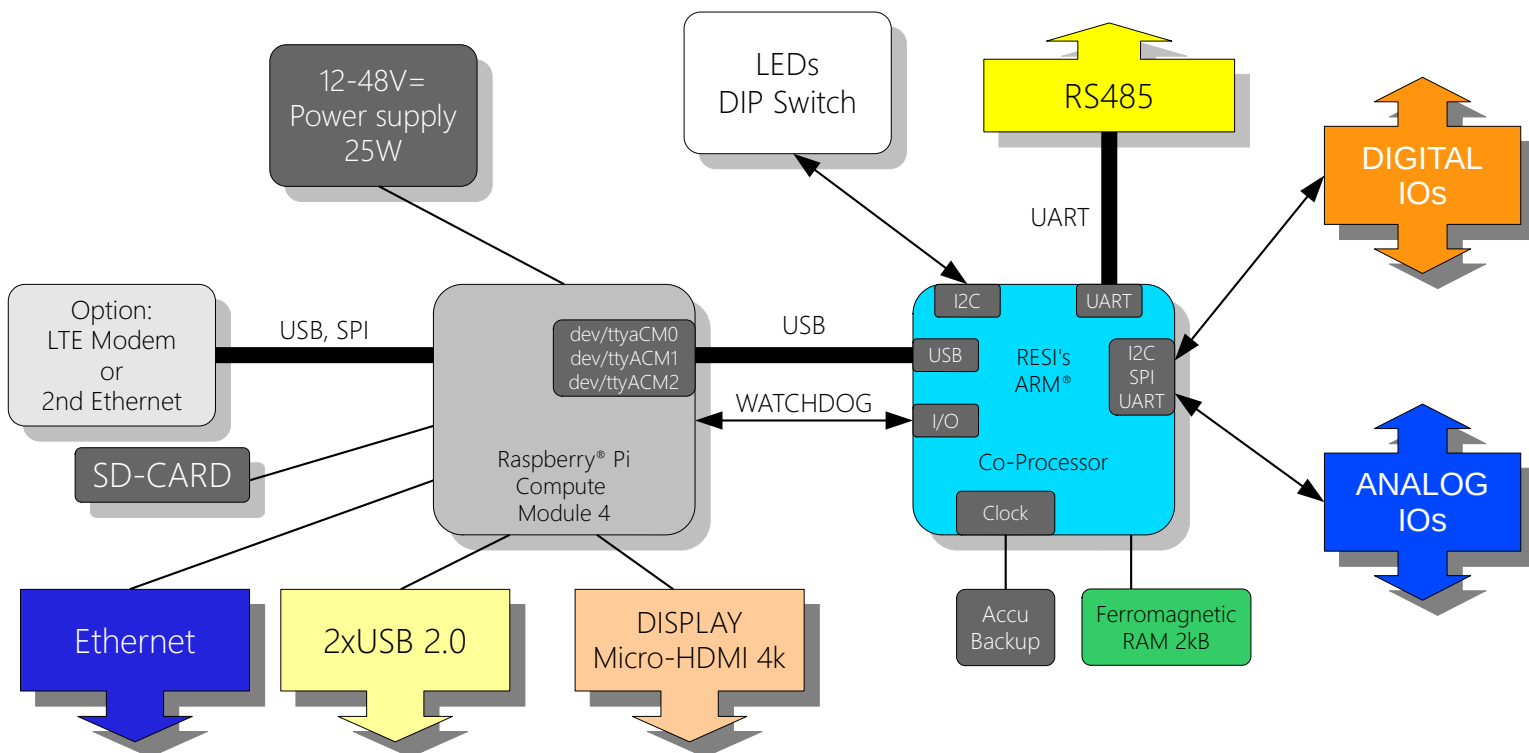 12-48V=
Power supply
25W
LEDs
DIP Switch
RS485
DIGITAL
IOs
UART
Option:
LTE Modem
or
2nd Ethernet
USB, SPI
dev/ttyaCM0
dev/ttyACM1
dev/ttyACM2
USB
I2C
UART
USB
RESI's
ARM®
I2C
SPI
UART
WATCHDOG
I/O
SD-CARD
Raspberry® Pi
Compute
Module 4
Co-Processor
Clock
ANALOG
IOs
Ethernet
2xUSB 2.0
DISPLAY
Micro-HDMI 4k
Accu
Backup
Ferromagnetic
RAM 2kB